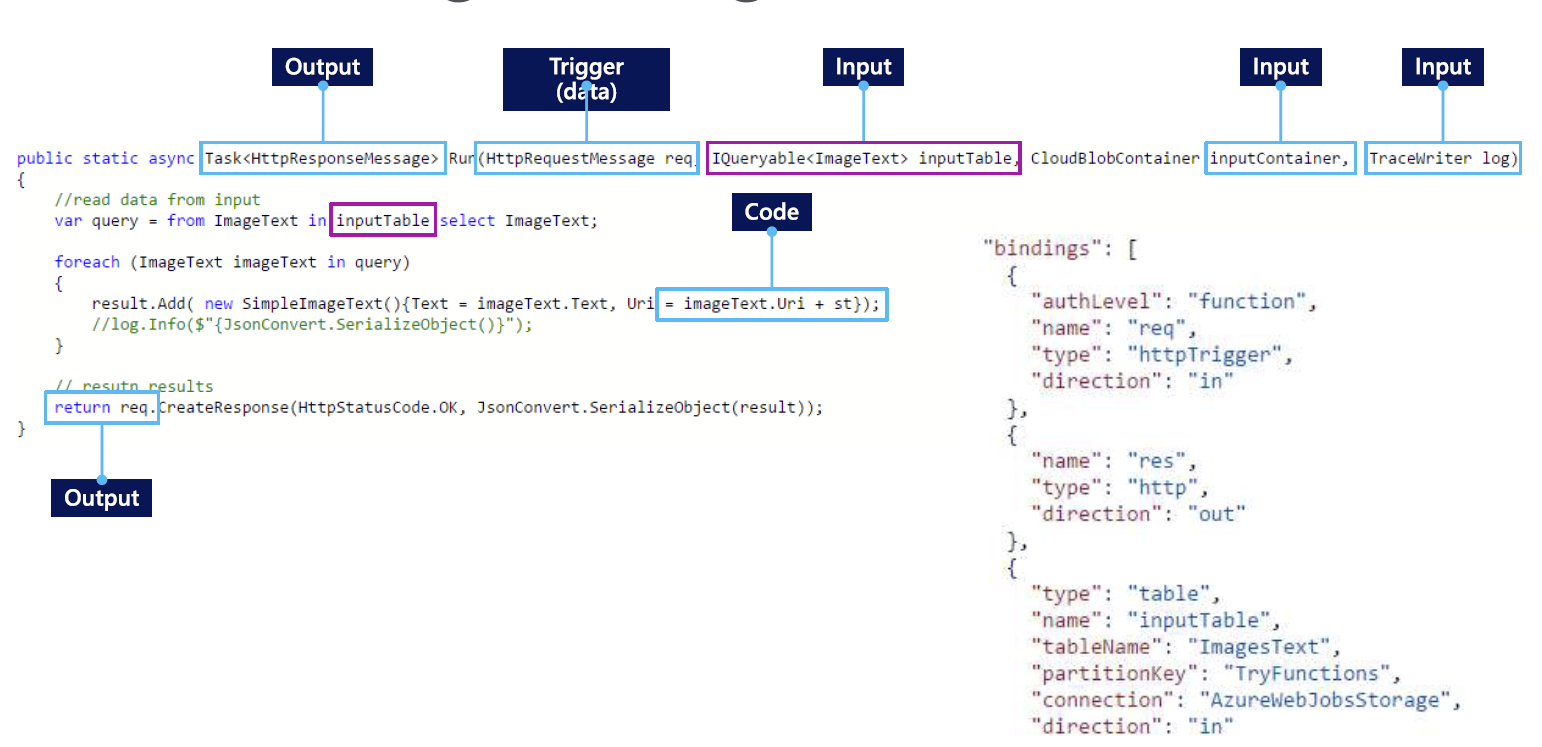 Output
Trigger
(data)
Input
Input
Input
public static async Task<HttpResponseMessage> Run(HttpRequestMessage req, IQueryable<ImageText> inputTable, CloudBlobContainer inputContainer, TraceWriter log)
{
//read data from input
var query = from ImageText in inputTable select ImageText;
Code
foreach (ImageText imageText in query)
{
result.Add( new SimpleImageText(){Text = imageText.Text, Uri = imageText.Uri + st});
//log.Info($"{JsonConvert.SerializeObject()}");
}
// resutn results
return req.CreateResponse(HttpStatusCode.OK, JsonConvert.SerializeObject(result));
}
Output
"bindings": [
{
"authLevel": "function",
"name": "req",
"type": "httpTrigger",
"direction": "in"
},
{
"name": "res",
"type": "http",
"direction": "out"
},
{
"type": "table",
"name": "inputTable",
"tableName": "ImagesText",
"partitionKey": "TryFunctions",
"connection": "AzureWebJobsStorage",
"direction": "in"